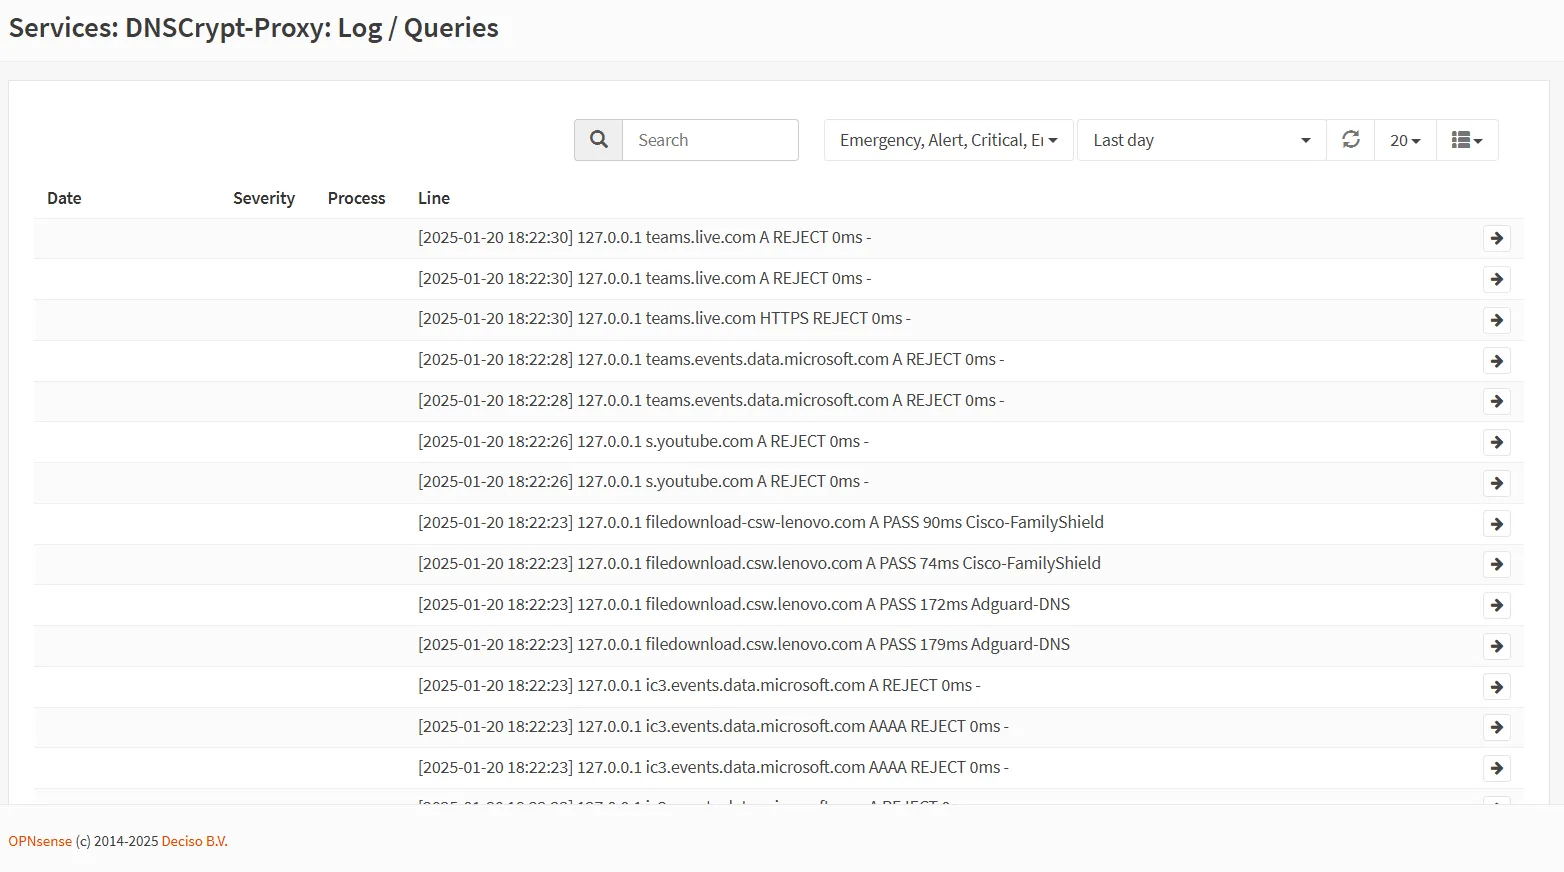 Services: DNSCrypt-Proxy: Log / Queries
Search
Emergency, Alert, Critical, Er
Last day
20
Date Severity Process Line
[2025-01-20 18:22:30] 127.0.0.1 teams.live.com A REJECT 0ms -
[2025-01-20 18:22:30] 127.0.0.1 teams.live.com A REJECT 0ms -
[2025-01-20 18:22:30] 127.0.0.1 teams.live.com HTTPS REJECT 0ms -
[2025-01-20 18:22:28] 127.0.0.1 teams.events.data.microsoft.com A REJECT 0ms -
[2025-01-20 18:22:28] 127.0.0.1 teams.events.data.microsoft.com A REJECT 0ms -
[2025-01-20 18:22:26] 127.0.0.1 s.youtube.com A REJECT 0ms -
[2025-01-20 18:22:26] 127.0.0.1 s.youtube.com A REJECT 0ms -
[2025-01-20 18:22:23] 127.0.0.1 filedownload-csw-lenovo.com A PASS 90ms Cisco-FamilyShield
[2025-01-20 18:22:23] 127.0.0.1 filedownload.csw.lenovo.com A PASS 74ms Cisco-FamilyShield
[2025-01-20 18:22:23] 127.0.0.1 filedownload.csw.lenovo.com A PASS 172ms Adguard-DNS
[2025-01-20 18:22:23] 127.0.0.1 filedownload.csw.lenovo.com A PASS 179ms Adguard-DNS
[2025-01-20 18:22:23] 127.0.0.1 ic3.events.data.microsoft.com A REJECT 0ms -
[2025-01-20 18:22:23] 127.0.0.1 ic3.events.data.microsoft.com AAAA REJECT 0ms -
[2025-01-20 18:22:23] 127.0.0.1 ic3.events.data.microsoft.com AAAA REJECT 0ms -
OPNsense (c) 2014-2025 Deciso B.V.